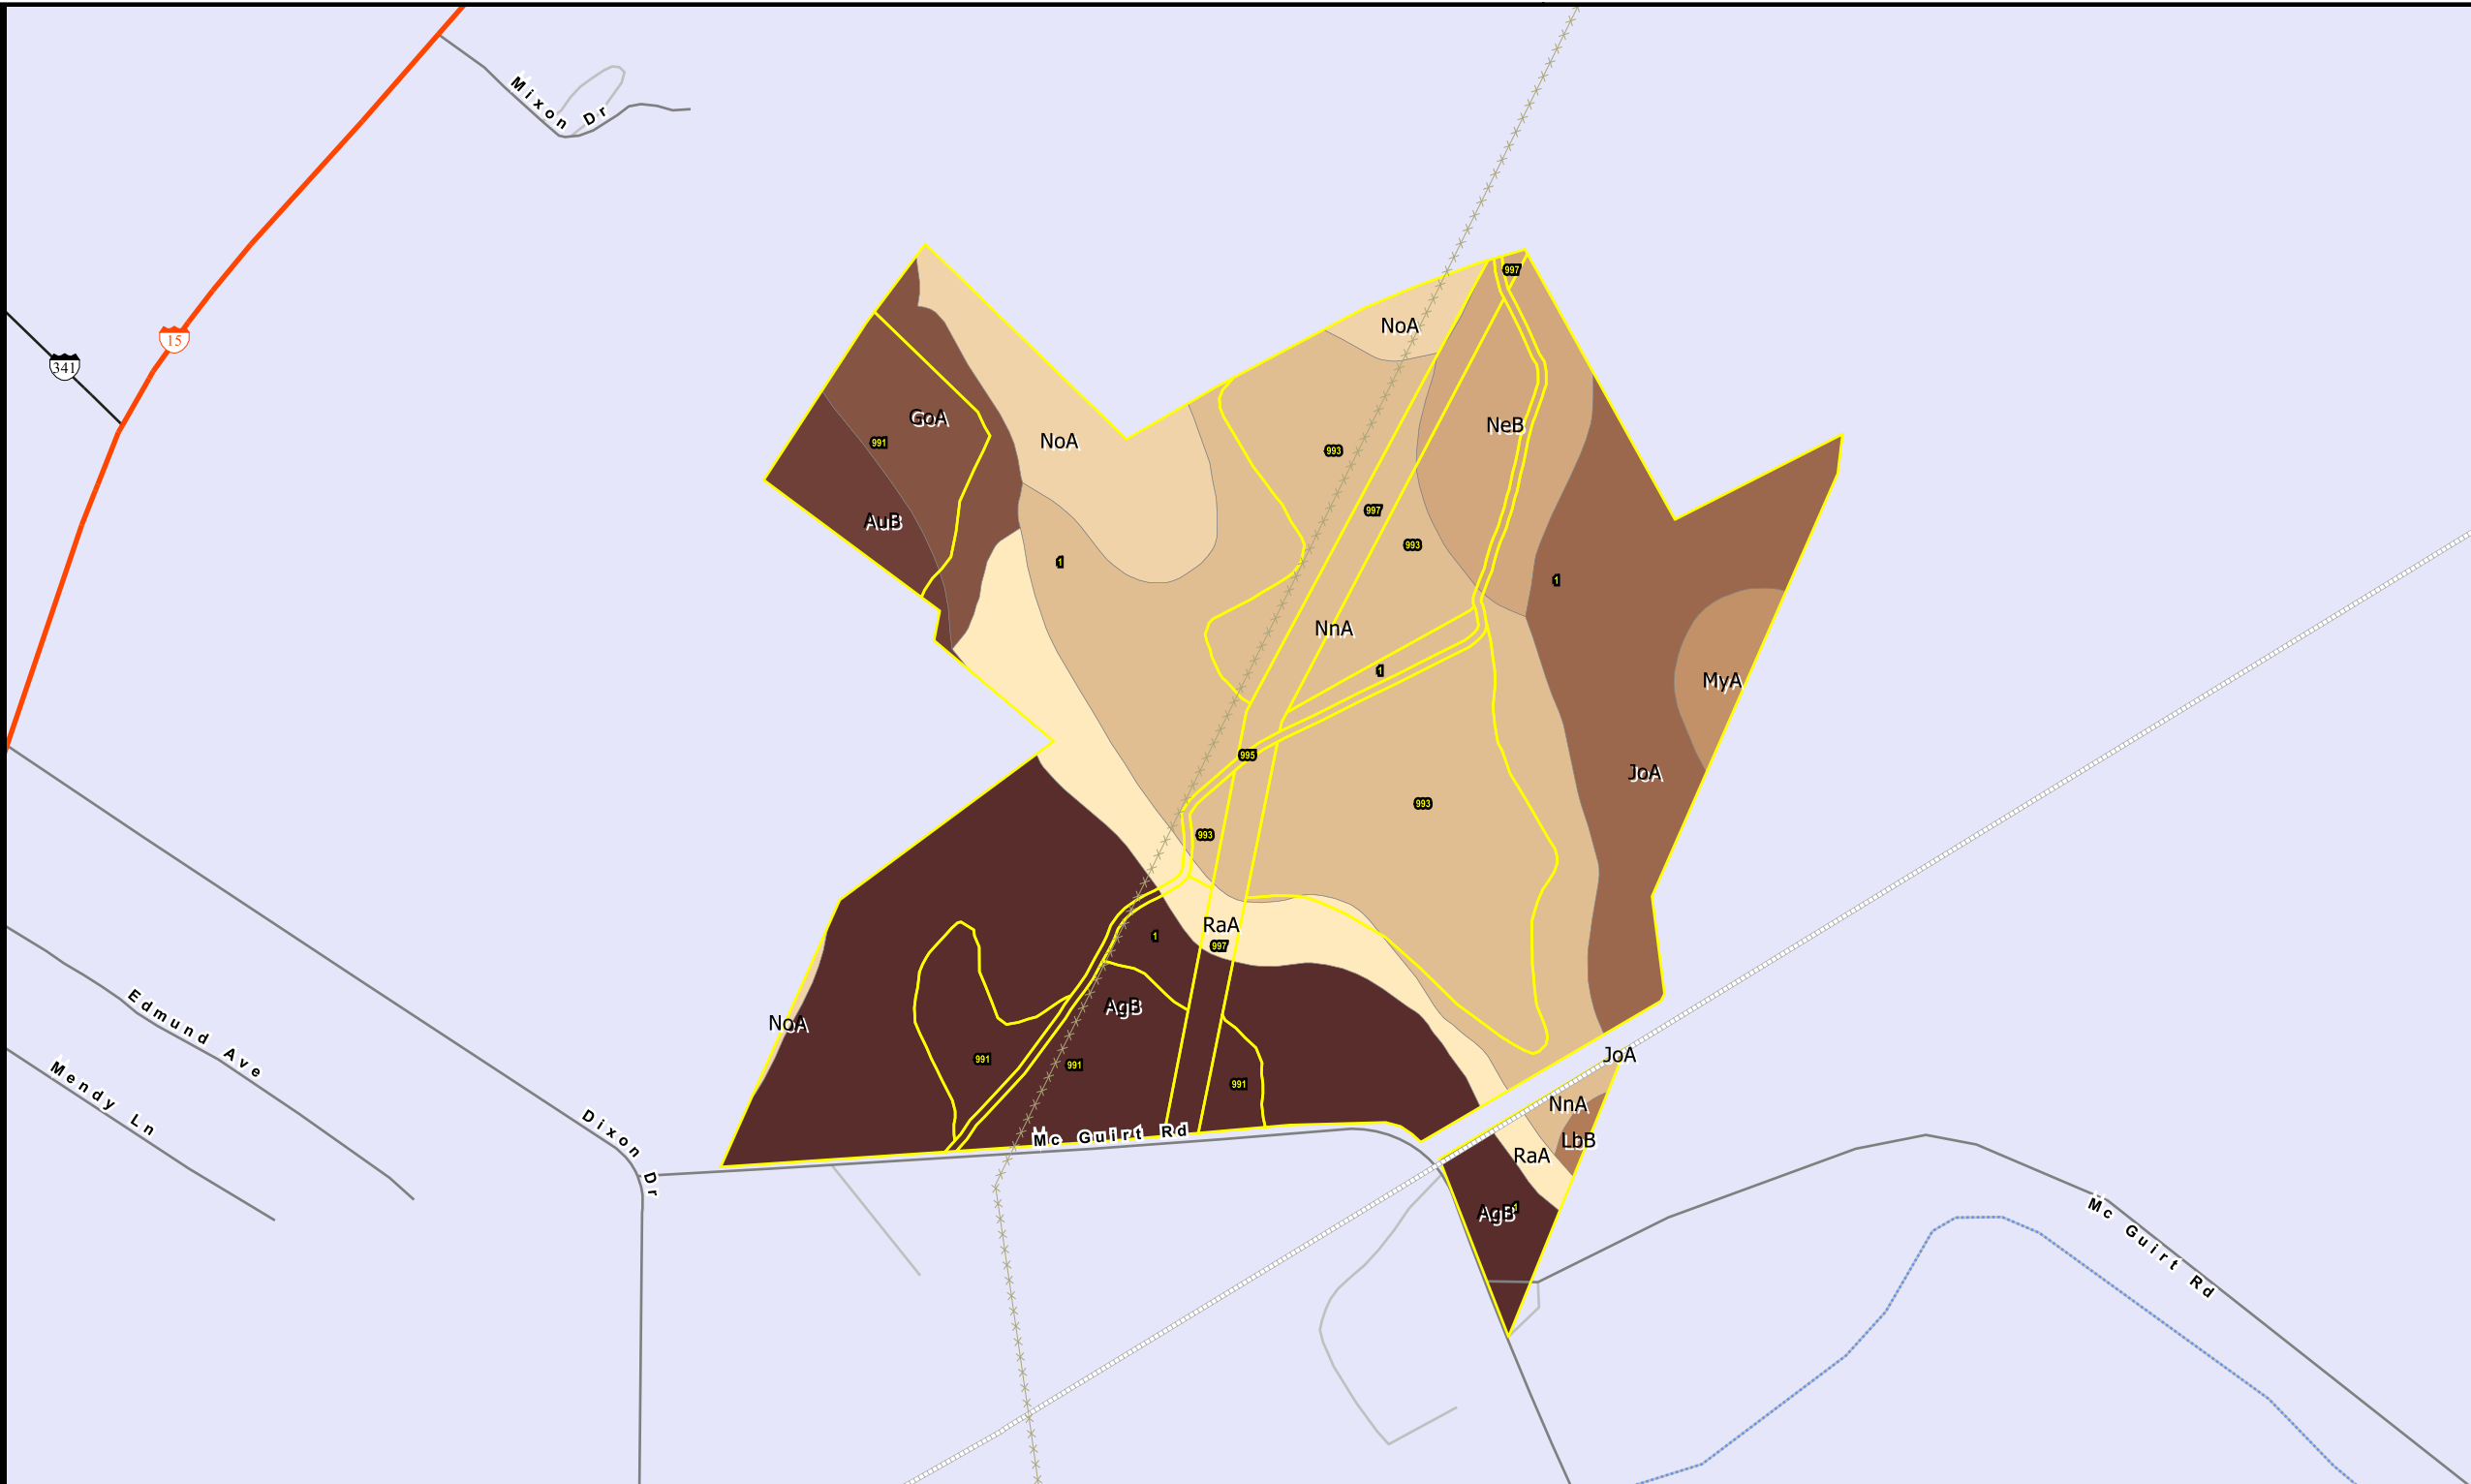 Mixon Dr
997
NoA
15
341
GoA
NeB
991
NoA
993
997
AuB
993
1
1
NnA
1
MyA
995
JoA
993
993
RaA
1
997
AgB
NoA
Edmund Ave
JoA
991
991
991
NnA
Mendy Ln
Dixon Dr
Mc Guirt Rd
LbB
RaA
AgB
1
Mc Guirt Rd